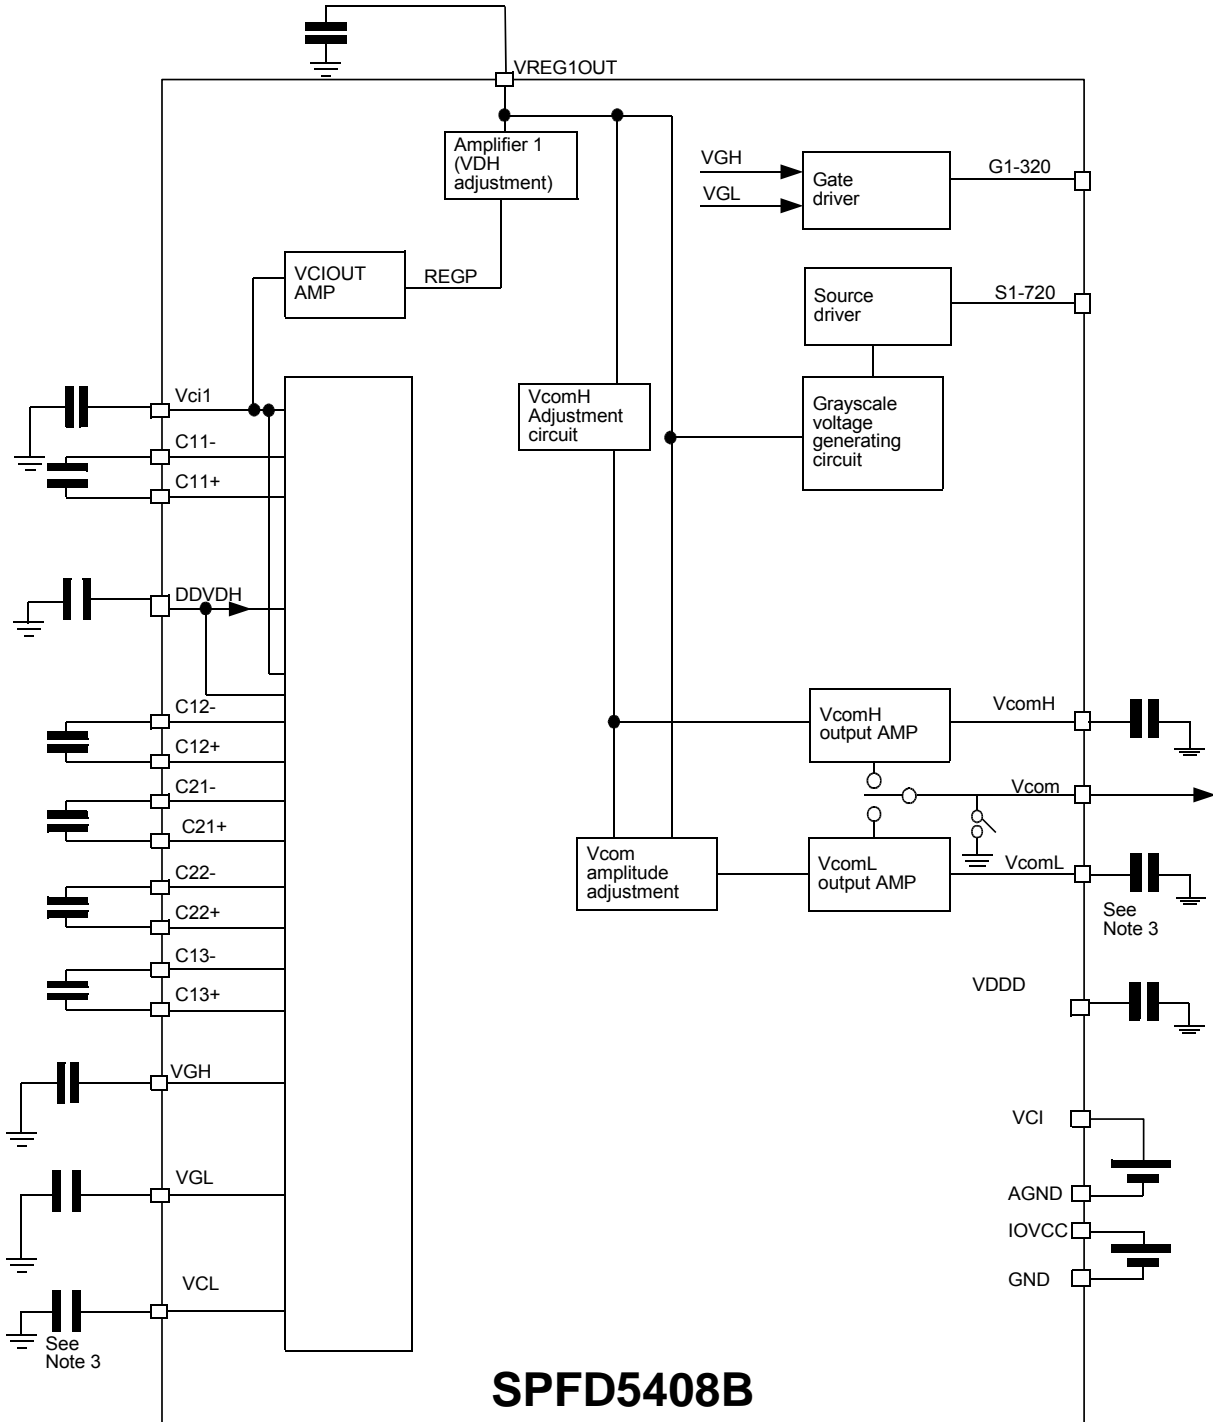 VREG1OUT
Amplifier 1
(VDH
adjustment)
VGH
VGL
Gate
driver
G1-320
VCIOUT
AMP
REGP
Source
driver
S1-720
Vci1
C11-
C11+
VcomH
Adjustment
circuit
Grayscale
voltage
generating
circuit
DDVDH
C12-
C12+
C21-
C21+
C22-
C22+
C13-
C13+
VGH
VGL
VCL
See
Note 3
VcomH
output AMP
VcomH
Vcom
Vcom
amplitude
adjustment
VcomL
output AMP
VcomL
See
Note 3
VDDD
VCI
AGND
IOVCC
GND
SPFD5408B